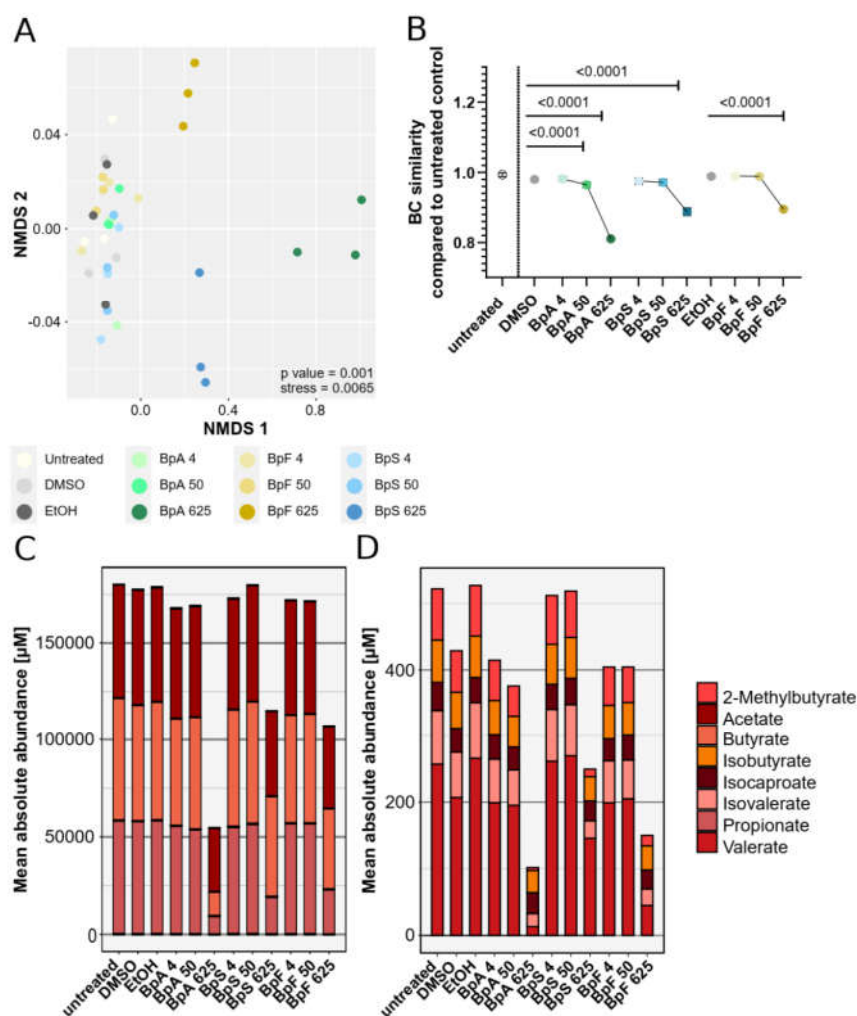 A
NMDS 2
0.04
0.00
-0.04
0.0
0.4
0.8
NMDS 1
p value = 0.001
stress = 0.0065
Untreated
DMSO
EtOH
BpA 4
BpA 50
BpA 625
BpF 4
BpF 50
BpF 625
BpS 4
BpS 50
BpS 625
B
BC similarity
compared to untreated control
1.2
1.0
0.8
<0.0001
<0.0001
<0.0001
<0.0001
untreated
DMSO
BpA 4
BpA 50
BpA 625
BpS 4
BpS 50
BpS 625
EtOH
BpF 4
BpF 50
BpF 625
C
Mean absolute abundance [µM]
150000
100000
50000
0
untreated
DMSO
EtOH
BpA 4
BpA 50
BpA 625
BpS 4
BpS 50
BpS 625
BpF 4
BpF 50
BpF 625
D
Mean absolute abundance [µM]
400
200
0
untreated
DMSO
EtOH
BpA 4
BpA 50
BpA 625
BpS 4
BpS 50
BpS 625
BpF 4
BpF 50
BpF 625
2-Methylbutyrate
Acetate
Butyrate
Isobutyrate
Isocaproate
Isovalerate
Propionate
Valerate